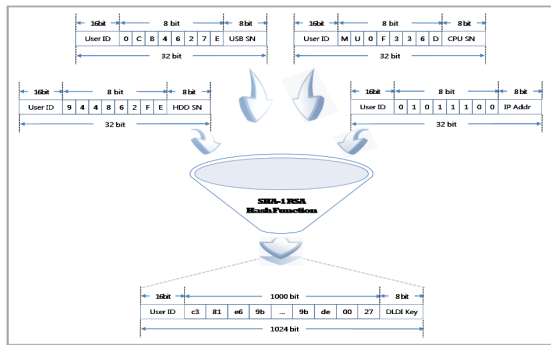 16bit 8 bit 8 bit
User ID 0 C B 4 6 2 7 E USB SN
32 bit
16bit 8 bit 8 bit
User ID M U 0 F 3 3 6 D CPU SN
32 bit
16bit 8 bit 8 bit
User ID 9 4 4 8 6 2 F E HDD SN
32 bit
16bit 8 bit 8 bit
User ID 0 1 0 1 1 1 0 0 IP Addr
32 bit
SHA-1 RSA
Hash Function
16bit 1000 bit 8 bit
User ID c3 81 e6 9b ... 9b de 00 27 DLDI Key
1024 bit